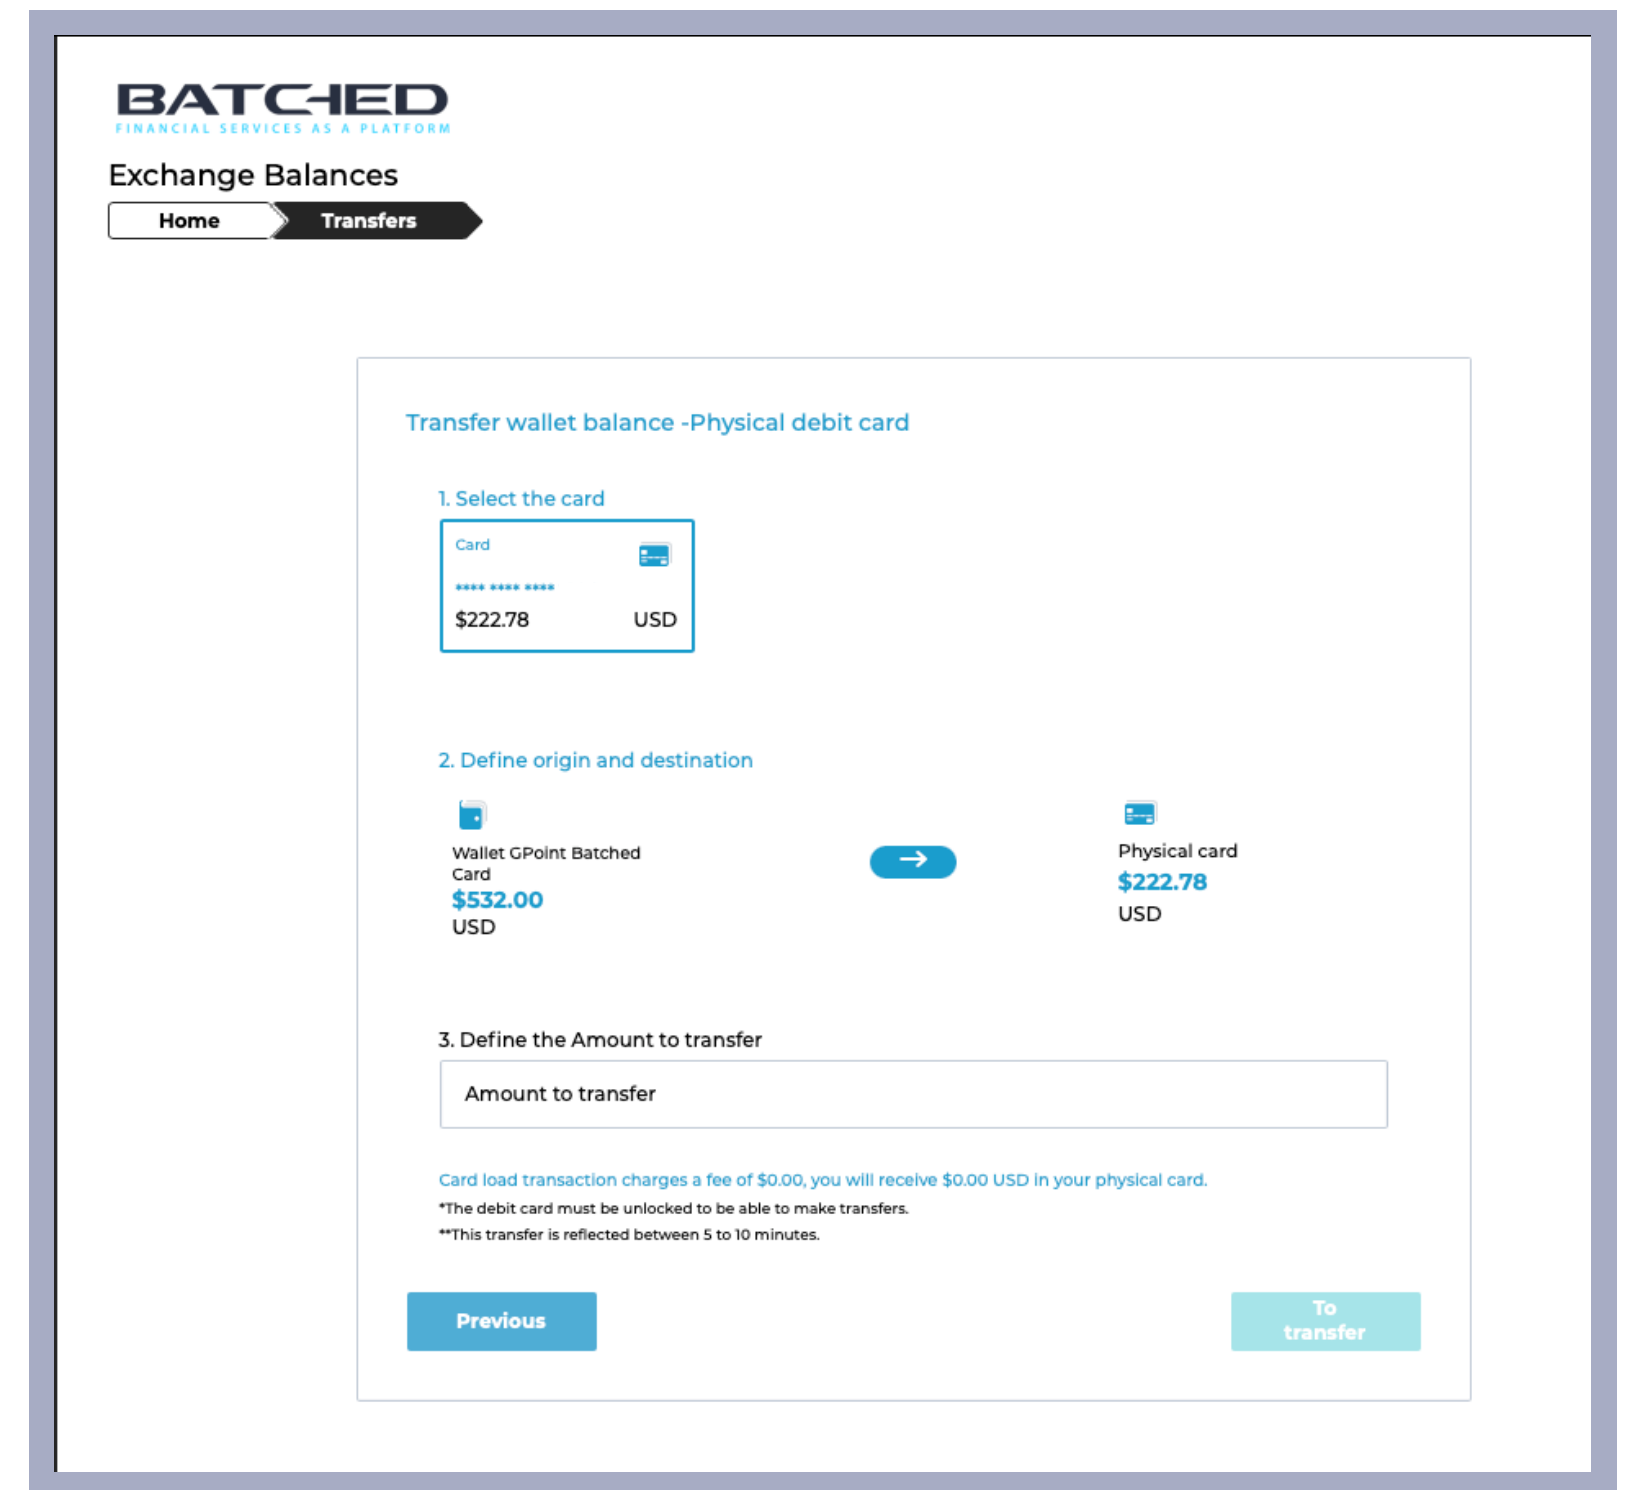 BATCHED
FINANCIAL SERVICES AS A PLATFORM
Exchange Balances
Home
Transfers
Transfer wallet balance -Physical debit card
1. Select the card
Card
**** **** ****
$222.78 USD
2. Define origin and destination
Wallet GPoint Batched
Card
$532.00
USD
Physical card
$222.78
USD
3. Define the Amount to transfer
Amount to transfer
Card load transaction charges a fee of $0.00, you will receive $0.00 USD in your physical card.
*The debit card must be unlocked to be able to make transfers.
**This transfer is reflected between 5 to 10 minutes.
Previous
To
transfer